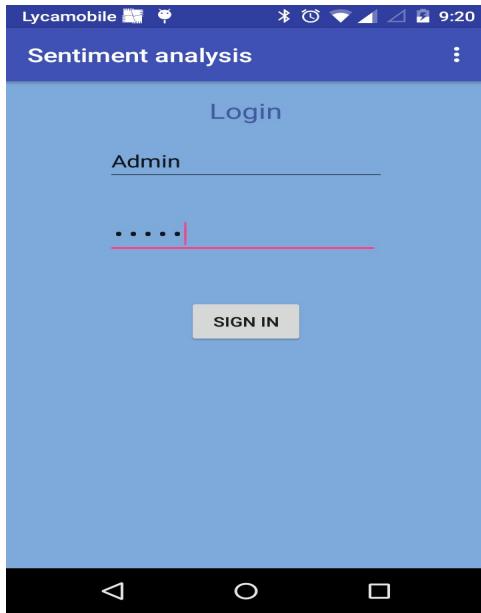 Lycamobile 9:20
Sentiment analysis
Login
Admin
•••••
SIGN IN